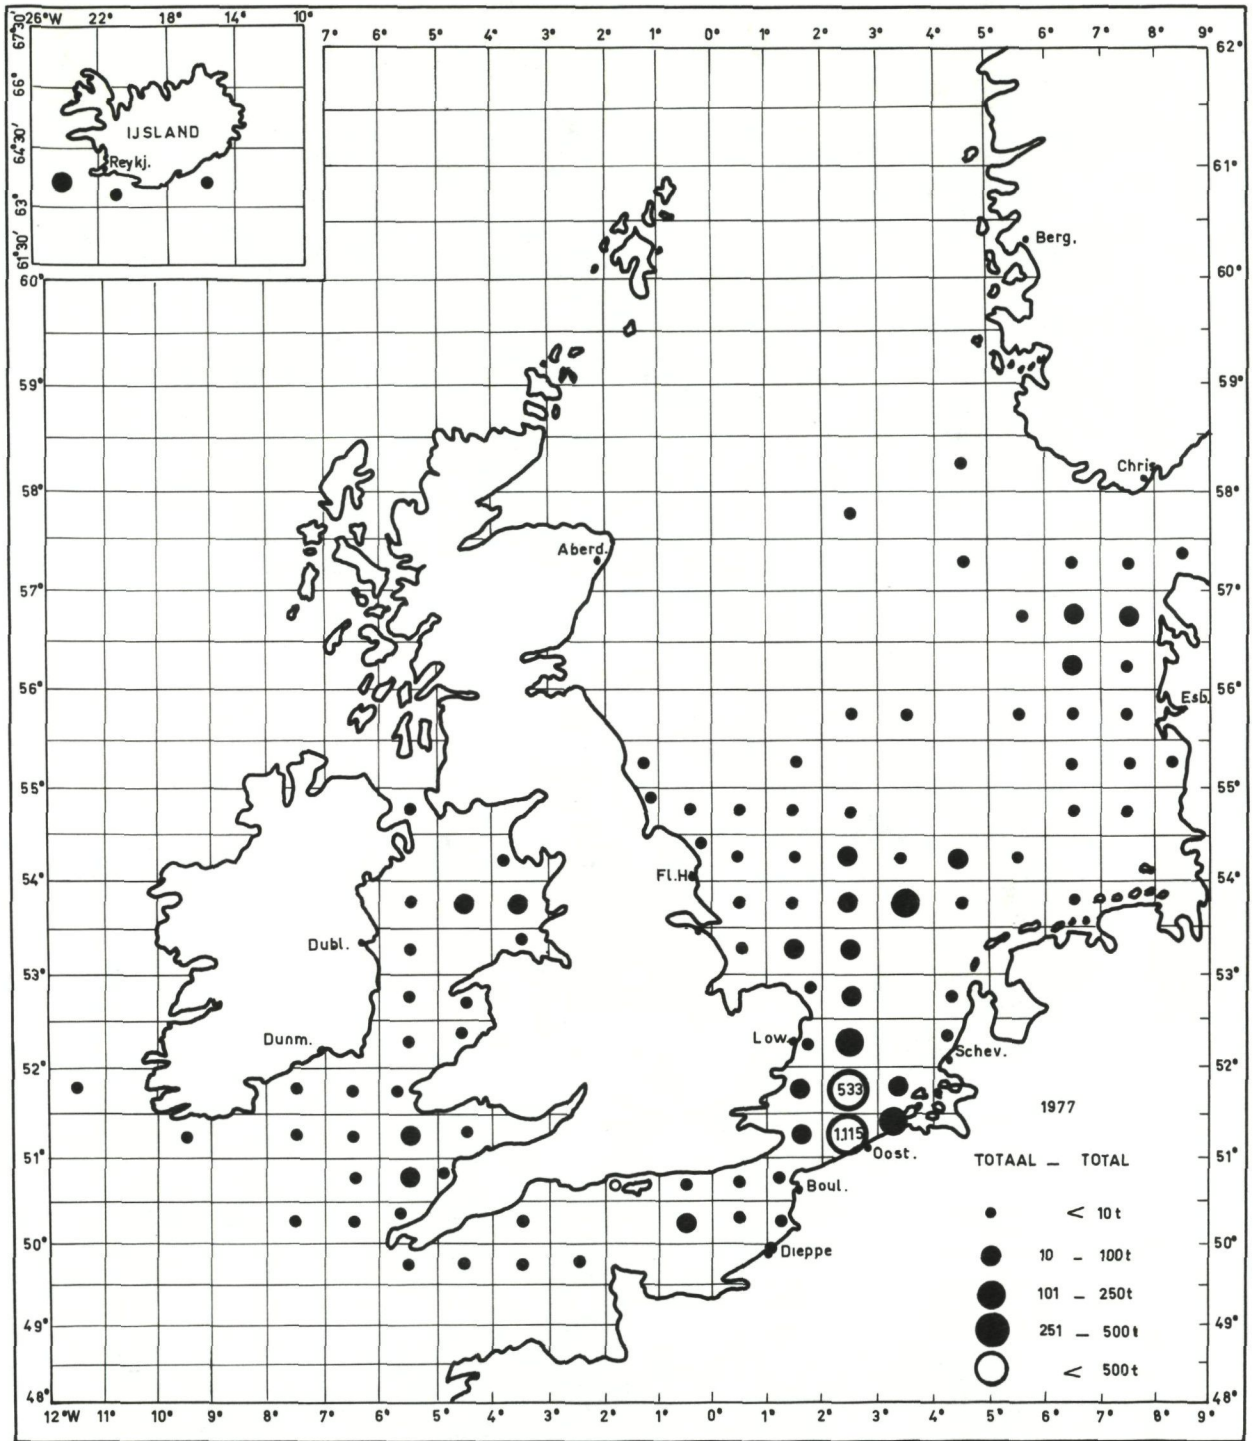 26°W 22° 18° 14° 10°
67°30' 66° 64°30' 63° 61°30'
IJSLAND
Reykj.
7° 6° 5° 4° 3° 2° 1° 0° 1° 2° 3° 4° 5° 6° 7° 8° 9°
62°
61°
Berg.
60° 60°
59° 59°
Chris.
58° 58°
Aberd.
57° 57°
Esb.
56° 56°
55° 55°
Fl.H.
54° 54°
Dubl.
53° 53°
Dunm.
Low.
Schev.
52° 52°
533
1977
1,115
Oost.
51° 51°
TOTAAL – TOTAL
Boul.
< 10t
50° 50°
Dieppe
10 – 100t
101 – 250t
49° 49°
251 – 500t
< 500t
48° 48°
12°W 11° 10° 9° 8° 7° 6° 5° 4° 3° 2° 1° 0° 1° 2° 3° 4° 5° 6° 7° 8° 9°